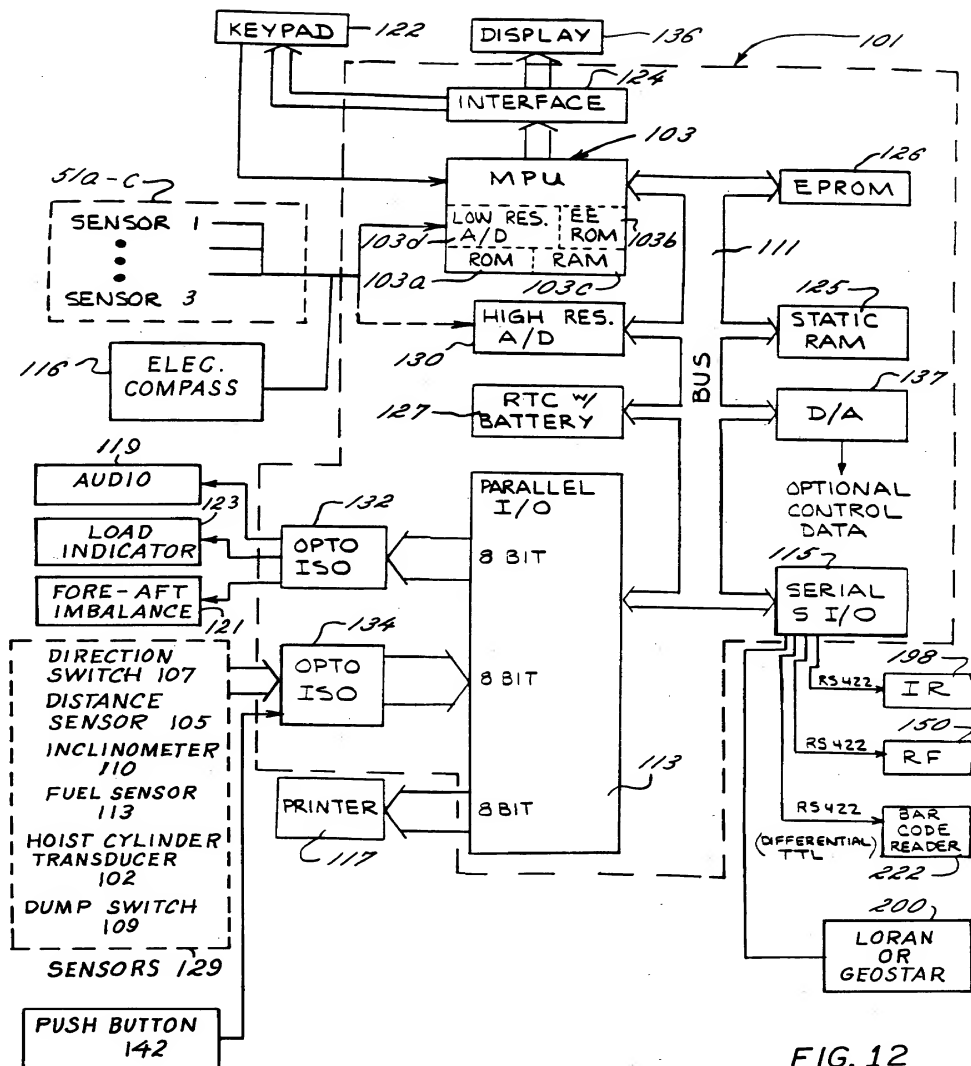 KEYPAD
122
DISPLAY
136
101
124
INTERFACE
103
MPU
LOW RES.
A/D
EE
ROM
103d
103b
ROM
RAM
103a
103c
126
EPROM
111
51a-C
SENSOR 1
SENSOR 3
HIGH RES.
A/D
130
125
STATIC
RAM
BUS
116
ELEC.
COMPASS
127
RTC W/
BATTERY
137
D/A
OPTIONAL
CONTROL
DATA
119
AUDIO
123
LOAD
INDICATOR
FORE-AFT
IMBALANCE
121
132
OPTO
ISO
PARALLEL
I/O
8 BIT
115
SERIAL
S I/O
134
OPTO
ISO
8 BIT
DIRECTION
SWITCH 107
DISTANCE
SENSOR 105
INCLINOMETER
110
FUEL SENSOR
113
HOIST CYLINDER
TRANSDUCER
102
DUMP SWITCH
109
SENSORS 129
PRINTER
117
8 BIT
113
RS422
198
IR
RS422
150
RF
RS422
(DIFFERENTIAL
TTL)
BAR
CODE
READER
222
200
LORAN
OR
GEOSTAR
PUSH BUTTON
142
FIG. 12